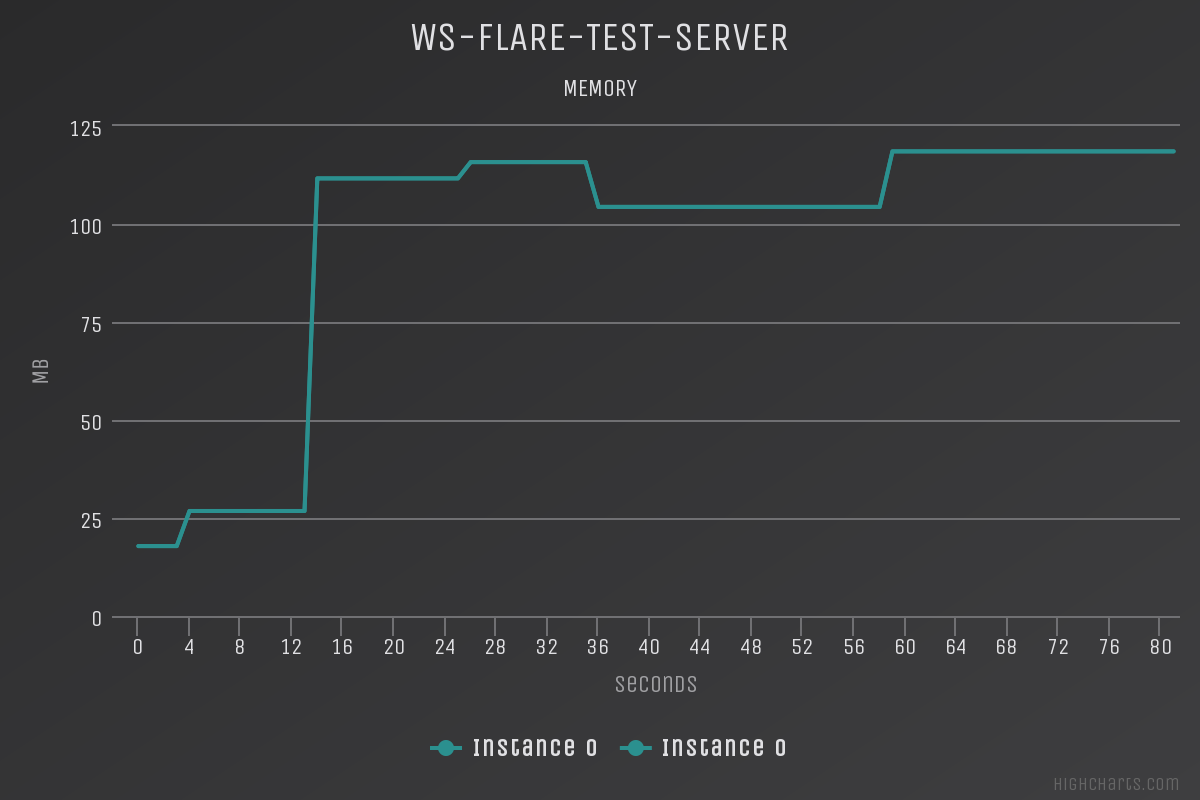 WS-FLARE-TEST-SERVER
MEMORY
125
100
75
50
25
0
MB
0 4 8 12 16 20 24 28 32 36 40 44 48 52 56 60 64 68 72 76 80
Seconds
Instance 0 Instance 0
Highcharts.com